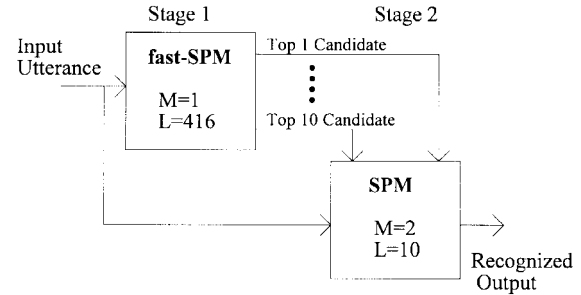 Stage 1
Stage 2
Input
Utterance
fast-SPM
M=1
L=416
Top 1 Candidate
Top 10 Candidate
SPM
M=2
L=10
Recognized
Output